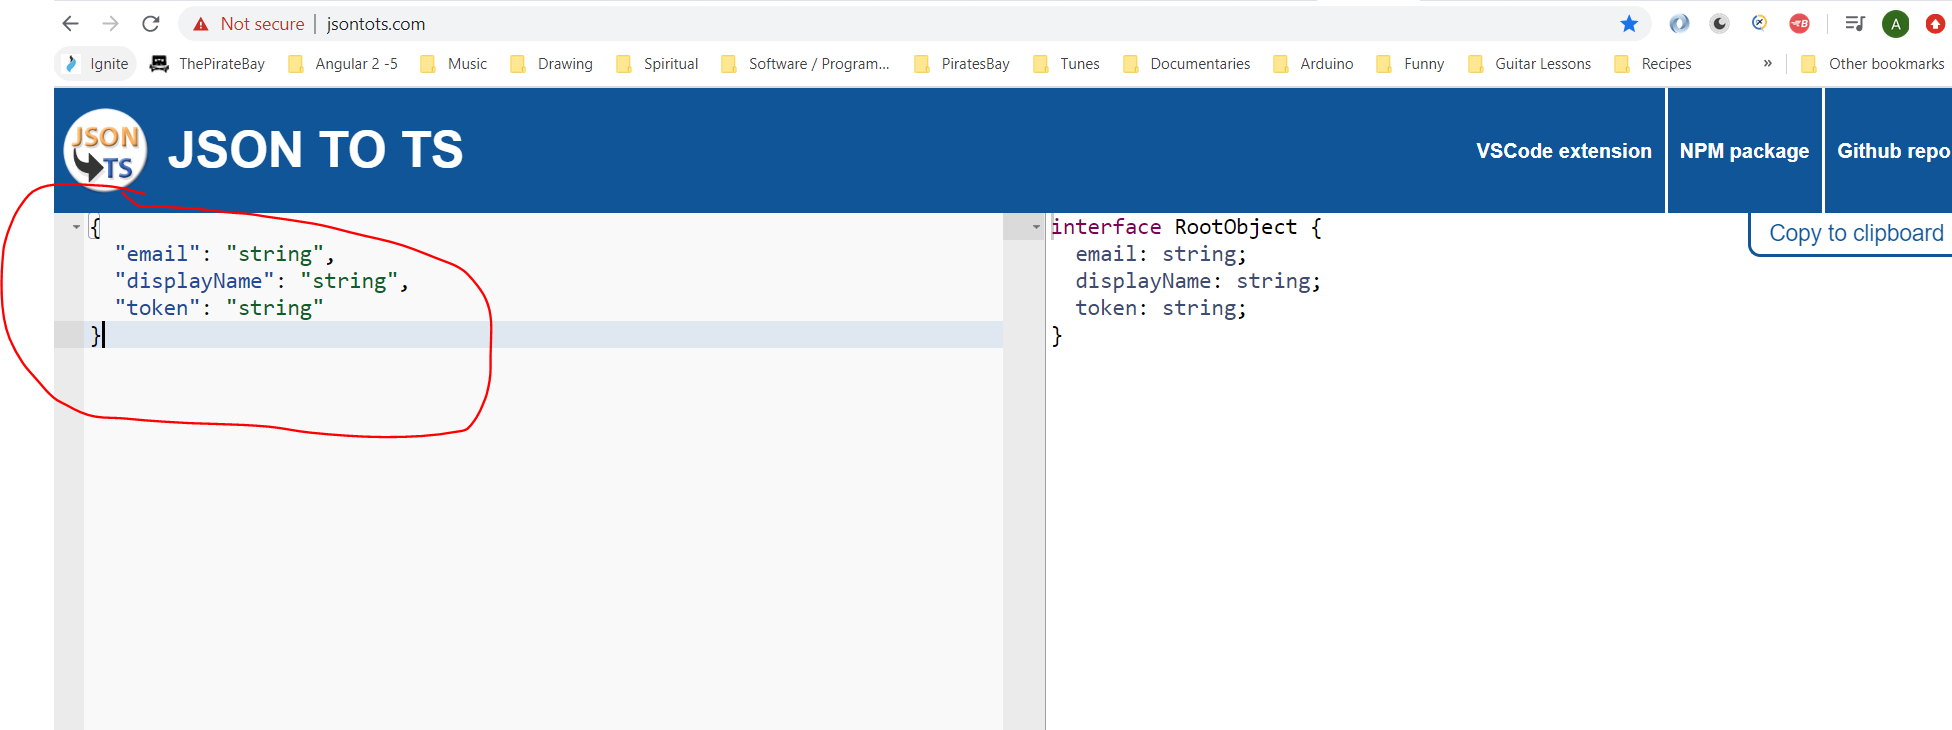 Not secure | jsontots.com
A
Ignite ThePirateBay Angular 2 -5 Music Drawing Spiritual Software / Program... PiratesBay Tunes Documentaries Arduino Funny Guitar Lessons Recipes » Other bookmarks
JSON
TS
JSON TO TS
VSCode extension NPM package Github repo
{
"email": "string",
"displayName": "string",
"token": "string"
}
interface RootObject {
email: string;
displayName: string;
token: string;
}
Copy to clipboard